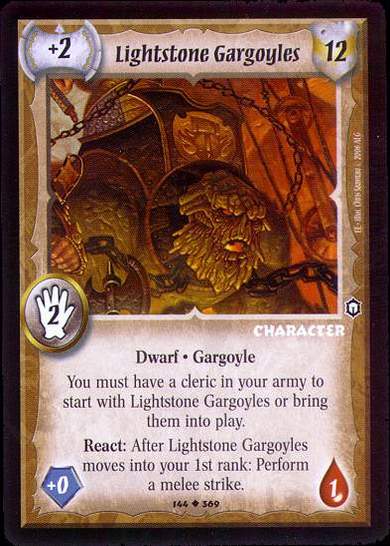 +2
Lightstone Gargoyles
12
2
CHARACTER
Dwarf • Gargoyle
You must have a cleric in your army to
start with Lightstone Gargoyles or bring
them into play.
React: After Lightstone Gargoyles
moves into your 1st rank: Perform
a melee strike.
+0
144 ◆ 369
1